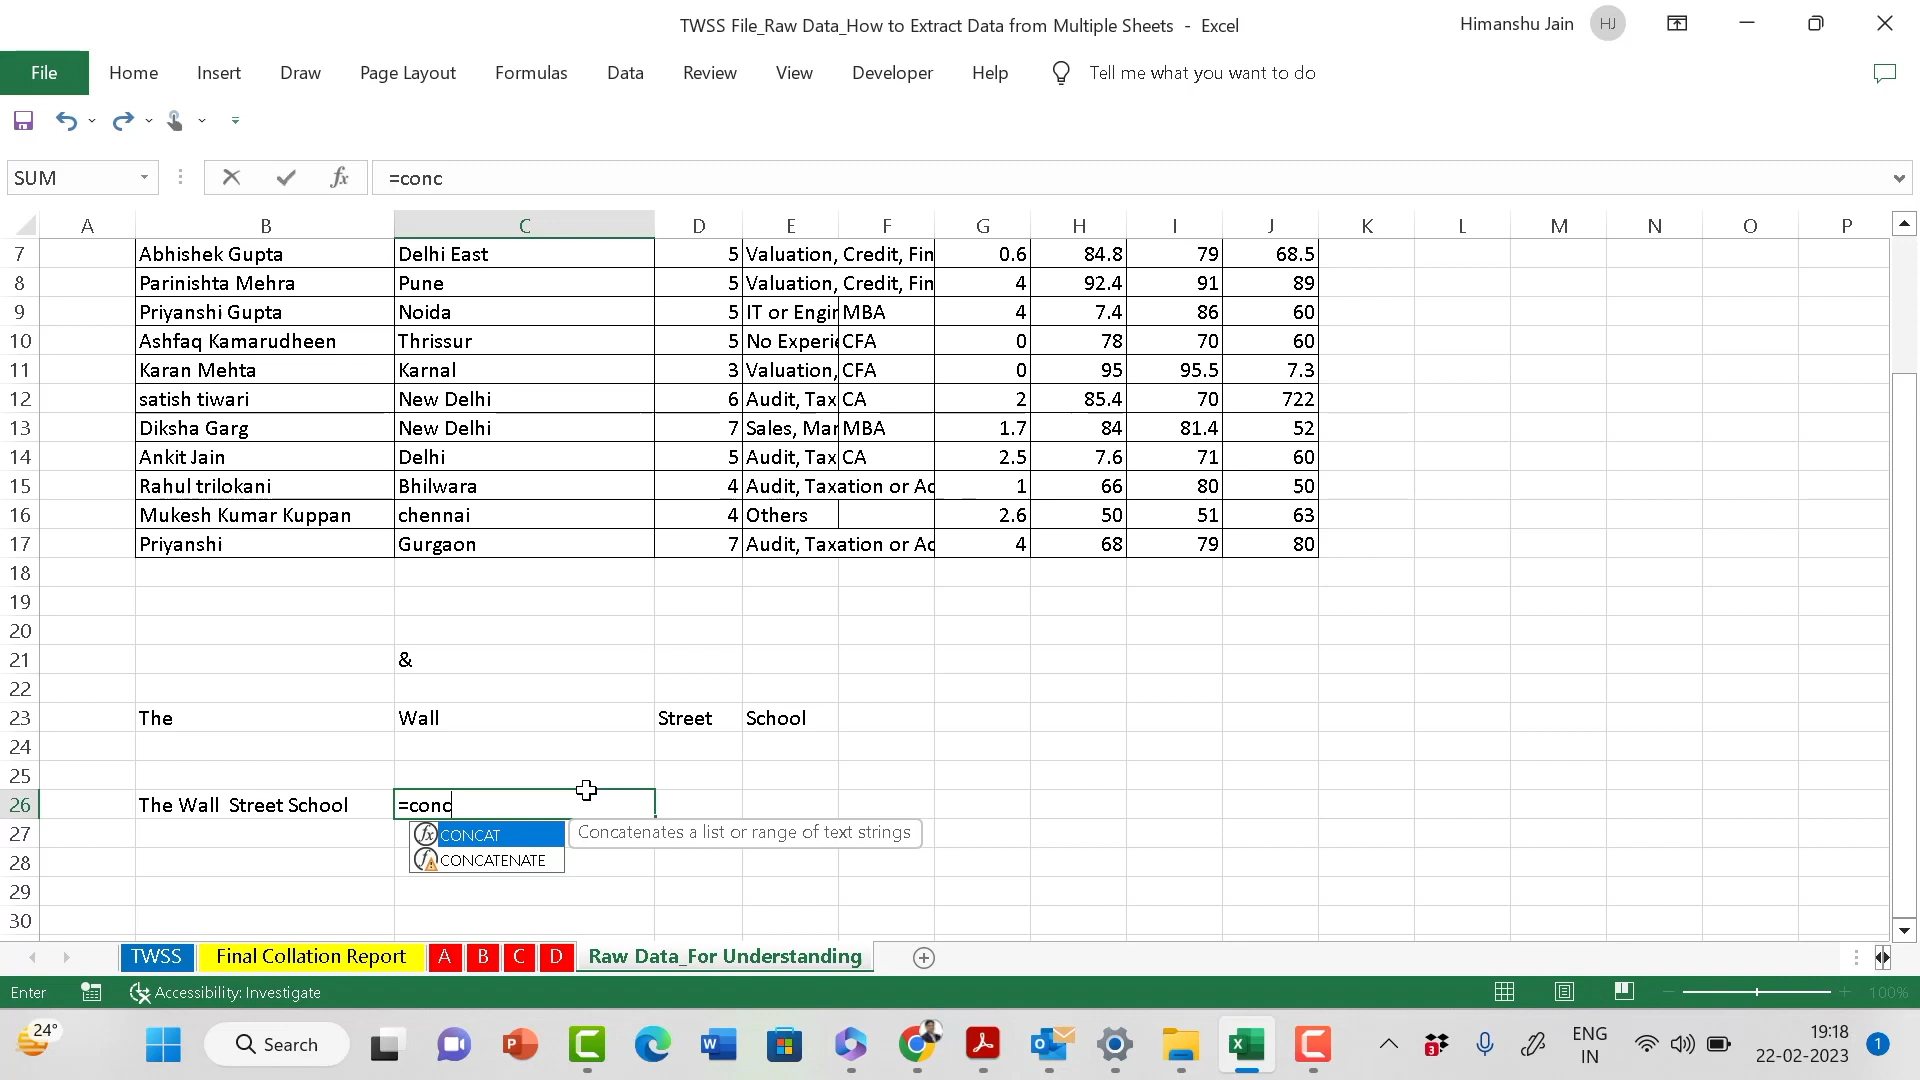 TWSS File_Raw Data_How to Extract Data from Multiple Sheets - Excel Himanshu Jain HJ
File Home Insert Draw Page Layout Formulas Data Review View Developer Help Tell me what you want to do
SUM fx =conc
A B C D E F G H I J K L M N O P
7 Abhishek Gupta Delhi East 5 Valuation, Credit, Fin 0.6 84.8 79 68.5
8 Parinishta Mehra Pune 5 Valuation, Credit, Fin 4 92.4 91 89
9 Priyanshi Gupta Noida 5 IT or Engir MBA 4 7.4 86 60
10 Ashfaq Kamarudheen Thrissur 5 No Experie CFA 0 78 70 60
11 Karan Mehta Karnal 3 Valuation, CFA 0 95 95.5 7.3
12 satish tiwari New Delhi 6 Audit, Tax CA 2 85.4 70 722
13 Diksha Garg New Delhi 7 Sales, Mar MBA 1.7 84 81.4 52
14 Ankit Jain Delhi 5 Audit, Tax CA 2.5 7.6 71 60
15 Rahul trilokani Bhilwara 4 Audit, Taxation or Ac 1 66 80 50
16 Mukesh Kumar Kuppan chennai 4 Others 2.6 50 51 63
17 Priyanshi Gurgaon 7 Audit, Taxation or Ac 4 68 79 80
18
19
20
21 &
22
23 The Wall Street School
24
25
26 The Wall  Street School =conc
27 fx CONCAT Concatenates a list or range of text strings
28 CONCATENATE
29
30
TWSS Final Collation Report A B C D Raw Data_For Understanding
Enter Accessibility: Investigate 100%
24° Search 3 ENG 19:18 1
IN 22-02-2023